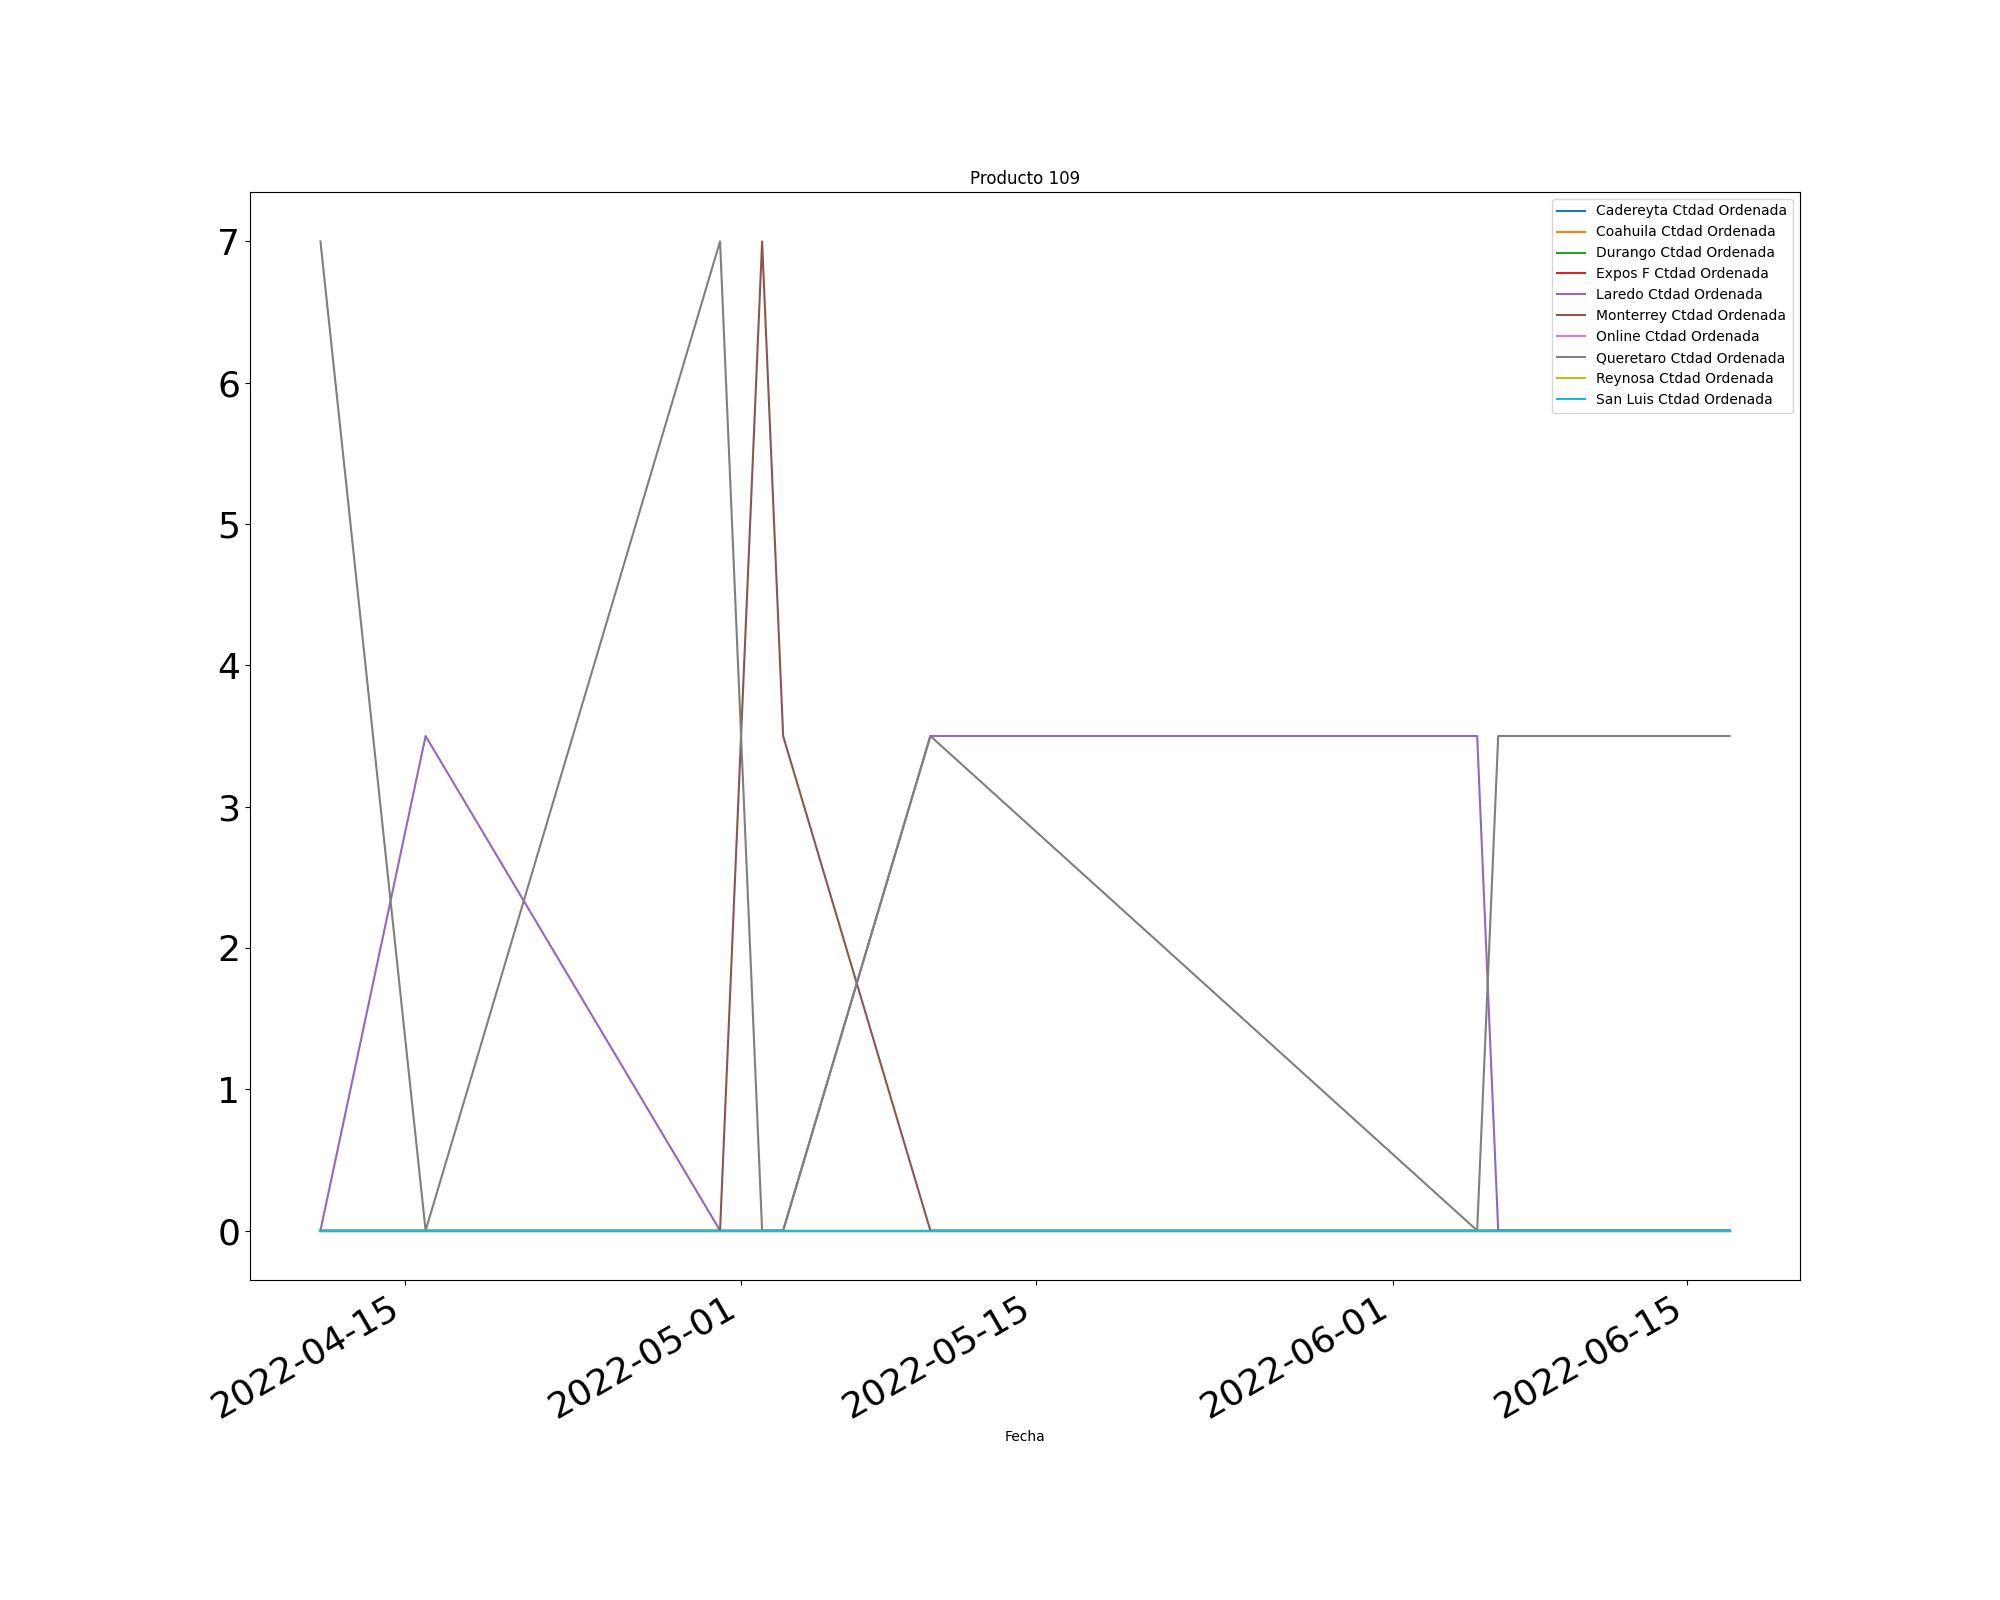 Producto 109
7
6
5
4
3
2
1
0
Cadereyta Ctdad Ordenada
Coahuila Ctdad Ordenada
Durango Ctdad Ordenada
Expos F Ctdad Ordenada
Laredo Ctdad Ordenada
Monterrey Ctdad Ordenada
Online Ctdad Ordenada
Queretaro Ctdad Ordenada
Reynosa Ctdad Ordenada
San Luis Ctdad Ordenada
2022-04-15
2022-05-01
2022-05-15
2022-06-01
2022-06-15
Fecha